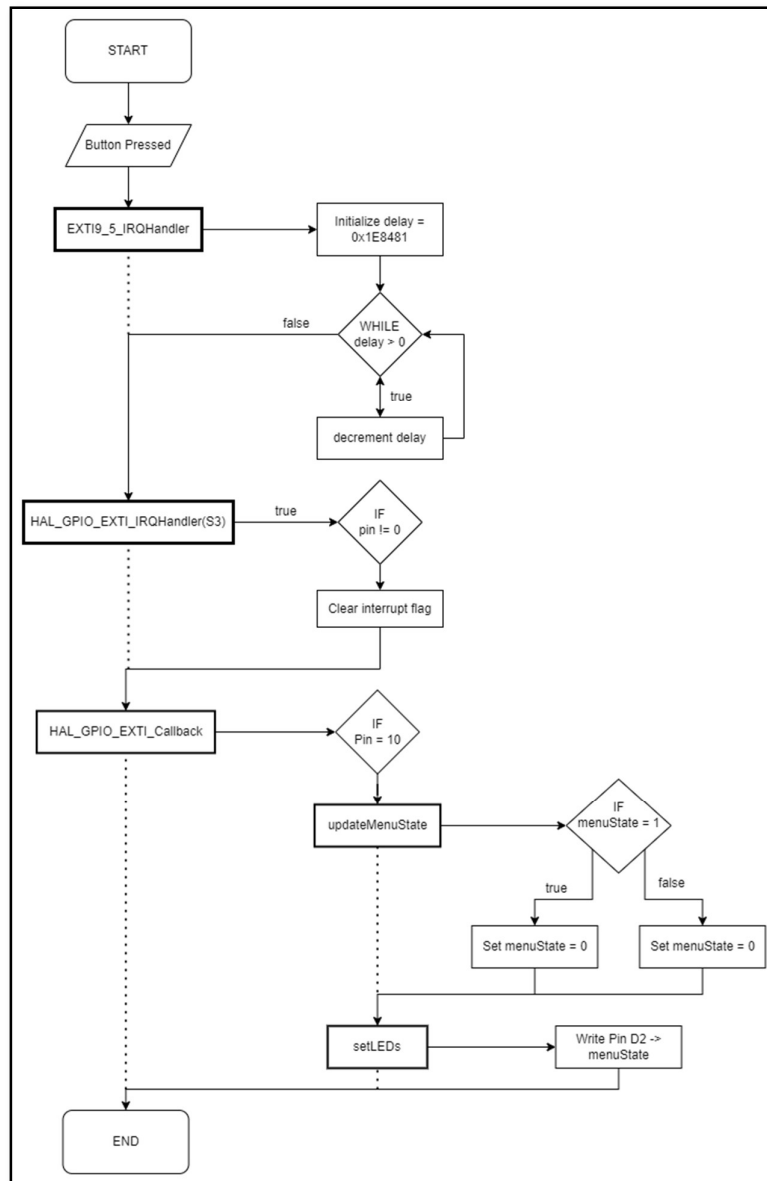 START
Button Pressed
EXTI9_5_IRQHandler
Initialize delay =
0x1E8481
false
WHILE
delay > 0
true
decrement delay
HAL_GPIO_EXTI_IRQHandler(S3)
true
IF
pin != 0
Clear interrupt flag
HAL_GPIO_EXTI_Callback
IF
Pin = 10
updateMenuState
IF
menuState = 1
true
false
Set menuState = 0
Set menuState = 0
setLEDs
Write Pin D2 ->
menuState
END